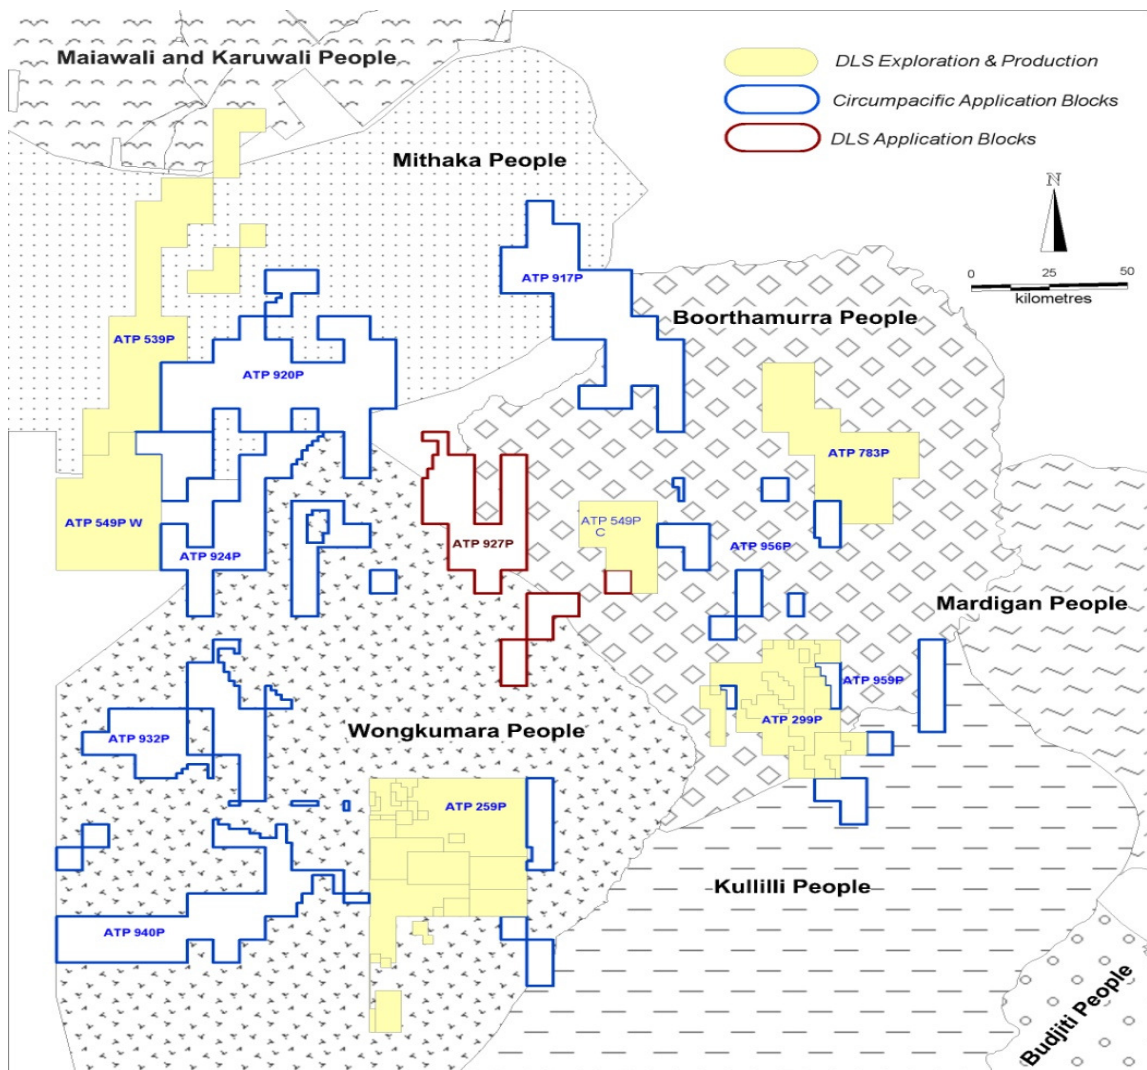 Maiawali and Karuwali People
DLS Exploration & Production
Circumpacific Application Blocks
DLS Application Blocks
Mithaka People
N
ATP 917P
0 25 50
kilometres
Boorthamurra People
ATP 539P
ATP 920P
ATP 783P
ATP 549P W
ATP 549P
C
ATP 927P
ATP 956P
ATP 924P
Mardigan People
ATP 959P
ATP 299P
Wongkumara People
ATP 932P
ATP 259P
Kullilli People
ATP 940P
Budjiti People